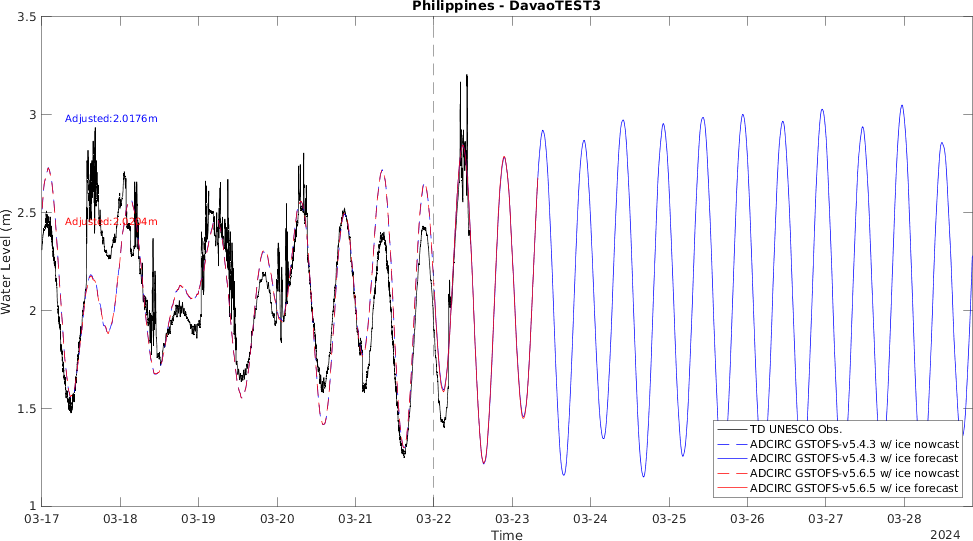 Philippines - DavaoTEST3
3.5
3
2.5
2
1.5
1
Water Level (m)
Adjusted:2.0176m
Adjusted:2.0204m
TD UNESCO Obs.
ADCIRC GSTOFS-v5.4.3 w/ ice nowcast
ADCIRC GSTOFS-v5.4.3 w/ ice forecast
ADCIRC GSTOFS-v5.6.5 w/ ice nowcast
ADCIRC GSTOFS-v5.6.5 w/ ice forecast
03-17 03-18 03-19 03-20 03-21 03-22 03-23 03-24 03-25 03-26 03-27 03-28
Time
2024